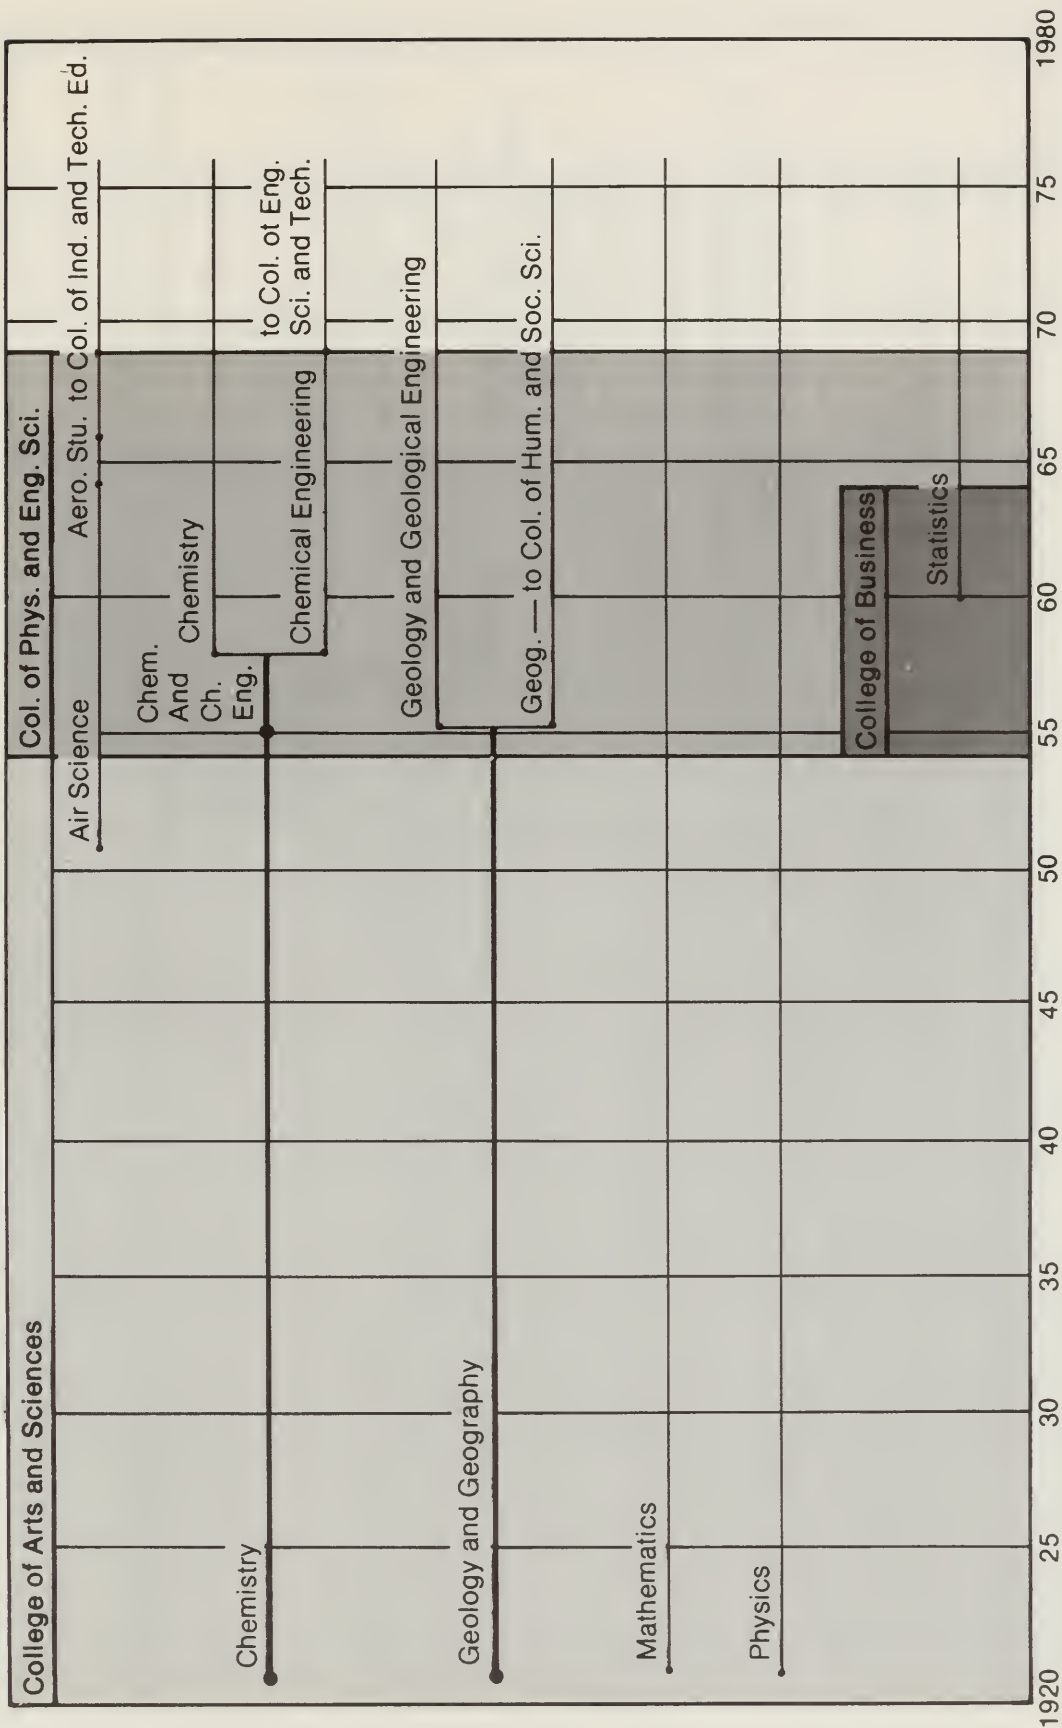 College of Arts and Sciences
Col. of Phys. and Eng. Sci.
Air Science
Aero. Stu. to Col. of Ind. and Tech. Ed.
Chem.
And
Ch.
Eng.
Chemistry
Chemistry
Chemical Engineering
to Col. ot Eng.
Sci. and Tech.
Geology and Geography
Geology and Geological Engineering
Geog. — to Col. of Hum. and Soc. Sci.
Mathematics
Physics
College of Business
Statistics
1920
25
30
35
40
45
50
55
60
65
70
75
1980